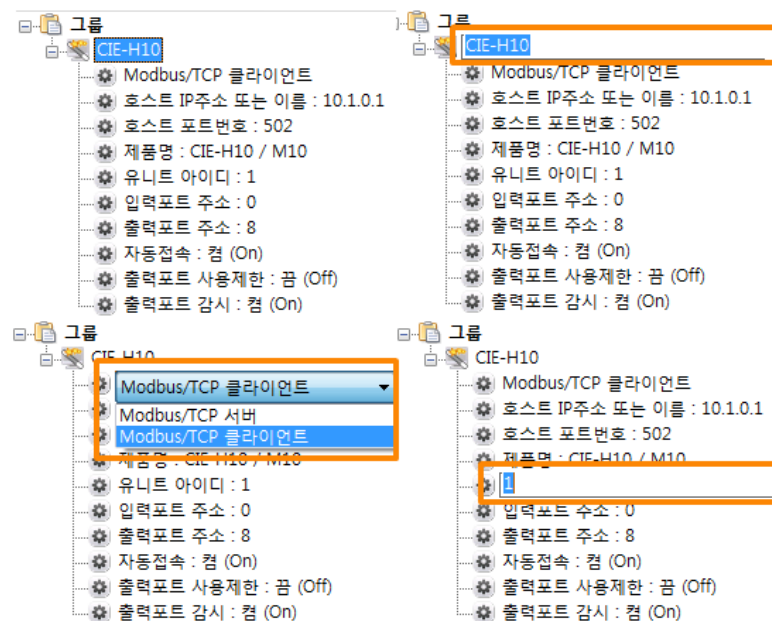 그룹
CIE-H10
Modbus/TCP 클라이언트
호스트 IP주소 또는 이름 : 10.1.0.1
호스트 포트번호 : 502
제품명 : CIE-H10 / M10
유니트 아이디 : 1
입력포트 주소 : 0
출력포트 주소 : 8
자동접속 : 켬 (On)
출력포트 사용제한 : 끔 (Off)
출력포트 감시 : 켬 (On)
그룹
CIE-H10
Modbus/TCP 클라이언트
호스트 IP주소 또는 이름 : 10.1.0.1
호스트 포트번호 : 502
제품명 : CIE-H10 / M10
유니트 아이디 : 1
입력포트 주소 : 0
출력포트 주소 : 8
자동접속 : 켬 (On)
출력포트 사용제한 : 끔 (Off)
출력포트 감시 : 켬 (On)
그룹
CIE-H10
Modbus/TCP 클라이언트
Modbus/TCP 서버
Modbus/TCP 클라이언트
제품명 : CIE-H10 / M10
유니트 아이디 : 1
입력포트 주소 : 0
출력포트 주소 : 8
자동접속 : 켬 (On)
출력포트 사용제한 : 끔 (Off)
출력포트 감시 : 켬 (On)
그룹
CIE-H10
Modbus/TCP 클라이언트
호스트 IP주소 또는 이름 : 10.1.0.1
호스트 포트번호 : 502
제품명 : CIE-H10 / M10
1
입력포트 주소 : 0
출력포트 주소 : 8
자동접속 : 켬 (On)
출력포트 사용제한 : 끔 (Off)
출력포트 감시 : 켬 (On)